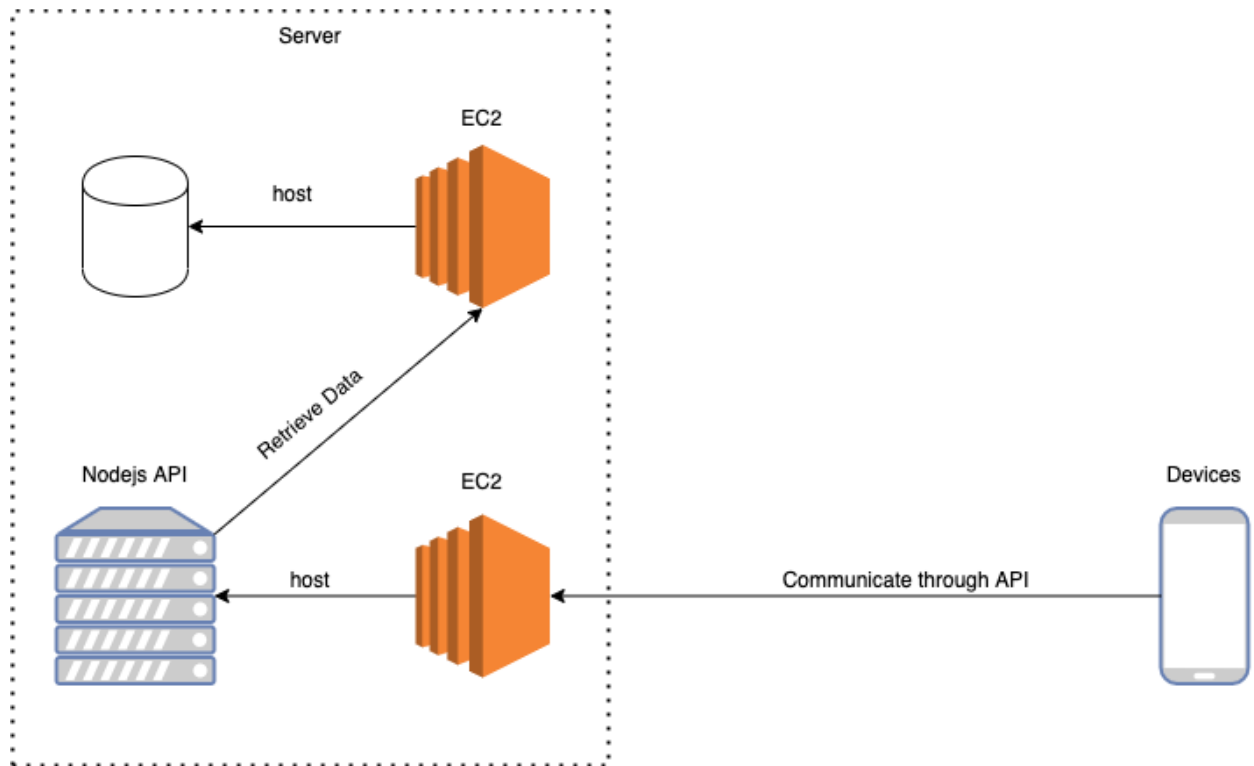 Server
EC2
host
Retrieve Data
Nodejs API
EC2
Devices
host
Communicate through API